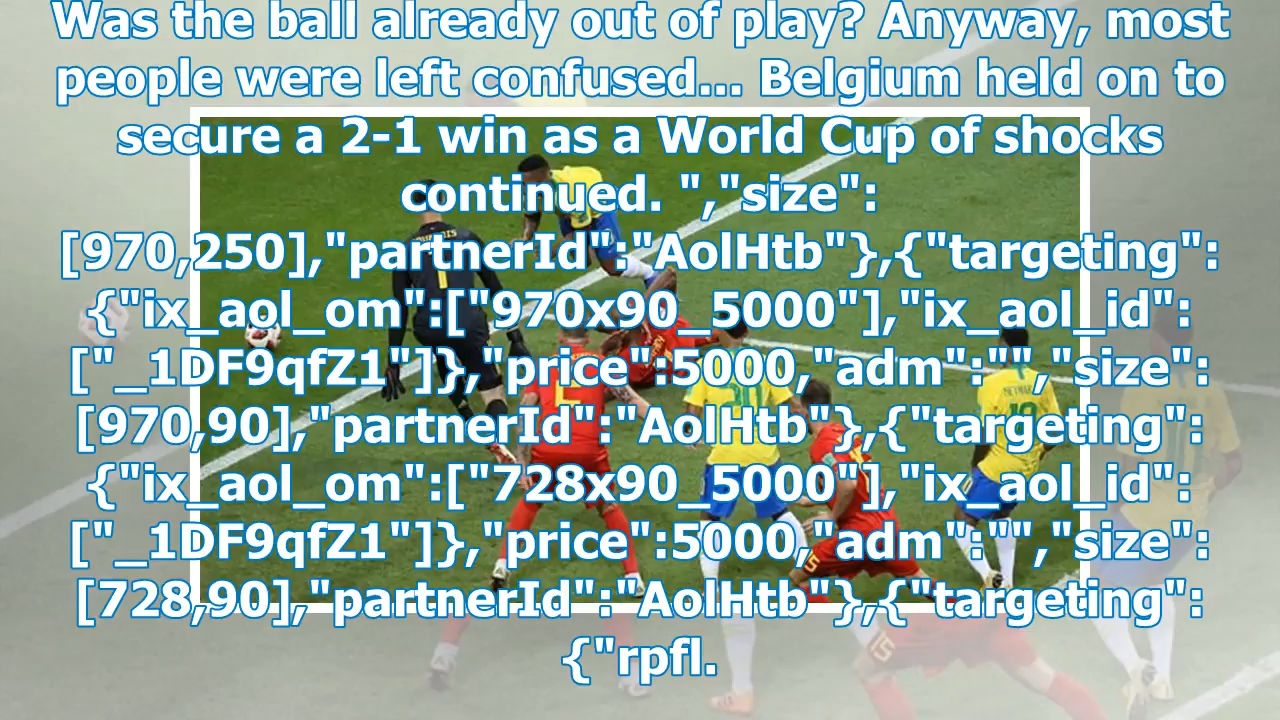 Was the ball already out of play? Anyway, most
people were left confused... Belgium held on to
secure a 2-1 win as a World Cup of shocks
continued. ","size":
[970,250],"partnerId":"AolHtb"},{"targeting":
{"ix_aol_om":["970x90_5000"],"ix_aol_id":
["_1DF9qfZ1"]},"price":5000,"adm":"","size":
[970,90],"partnerId":"AolHtb"},{"targeting":
{"ix_aol_om":["728x90_5000"],"ix_aol_id":
["_1DF9qfZ1"]},"price":5000,"adm":"","size":
[728,90],"partnerId":"AolHtb"},{"targeting":
{"rpfl.